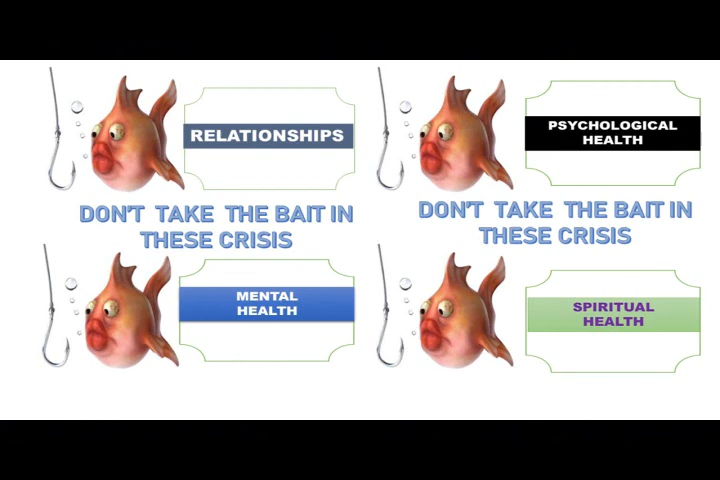 RELATIONSHIPS
PSYCHOLOGICAL
HEALTH
DON'T TAKE THE BAIT IN
THESE CRISIS
DON'T TAKE THE BAIT IN
THESE CRISIS
MENTAL
HEALTH
SPIRITUAL
HEALTH